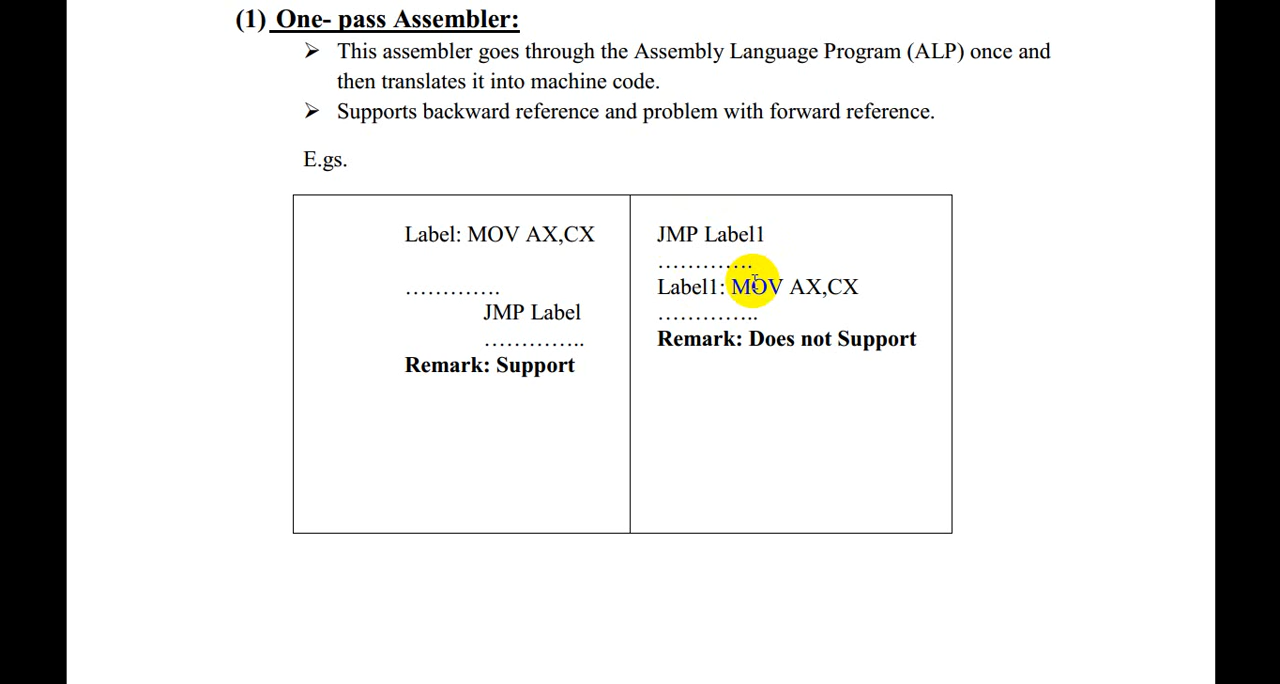 (1) One- pass Assembler:
➢ This assembler goes through the Assembly Language Program (ALP) once and
then translates it into machine code.
➢ Supports backward reference and problem with forward reference.
E.gs.
Label: MOV AX,CX
………….
JMP Label
…………..
Remark: Support
JMP Label1
………….
Label1: MOV AX,CX
…………..
Remark: Does not Support